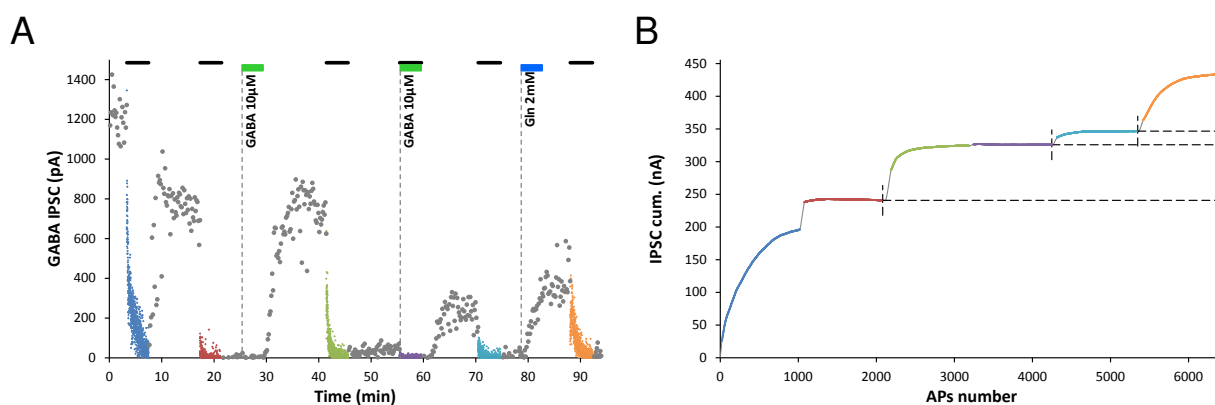 A
GABA IPSC (pA)
1400
1200
1000
800
600
400
200
0
GABA 10µM
GABA 10µM
Gln 2mM
0 10 20 30 40 50 60 70 80 90
Time (min)
B
IPSC cum. (nA)
450
400
350
300
250
200
150
100
50
0
0 1000 2000 3000 4000 5000 6000
APs number